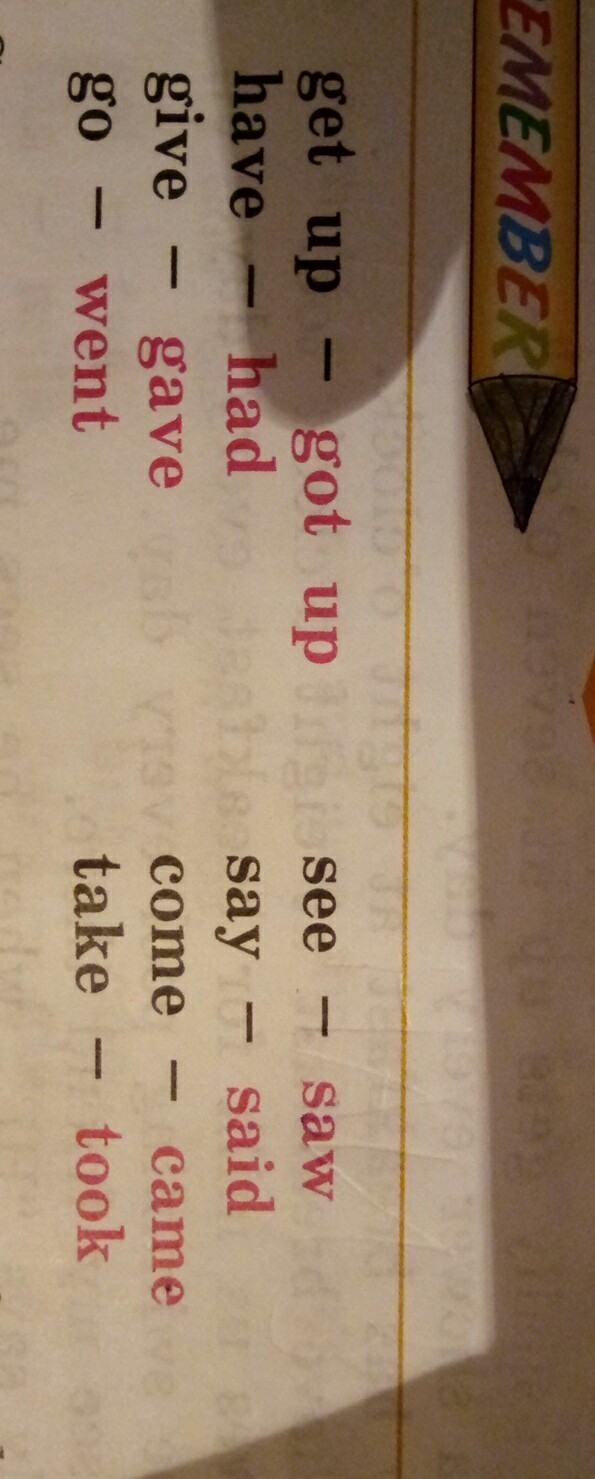 EMEMBER
get up – got up see – saw
have – had say – said
give – gave come – came
go – went take – took